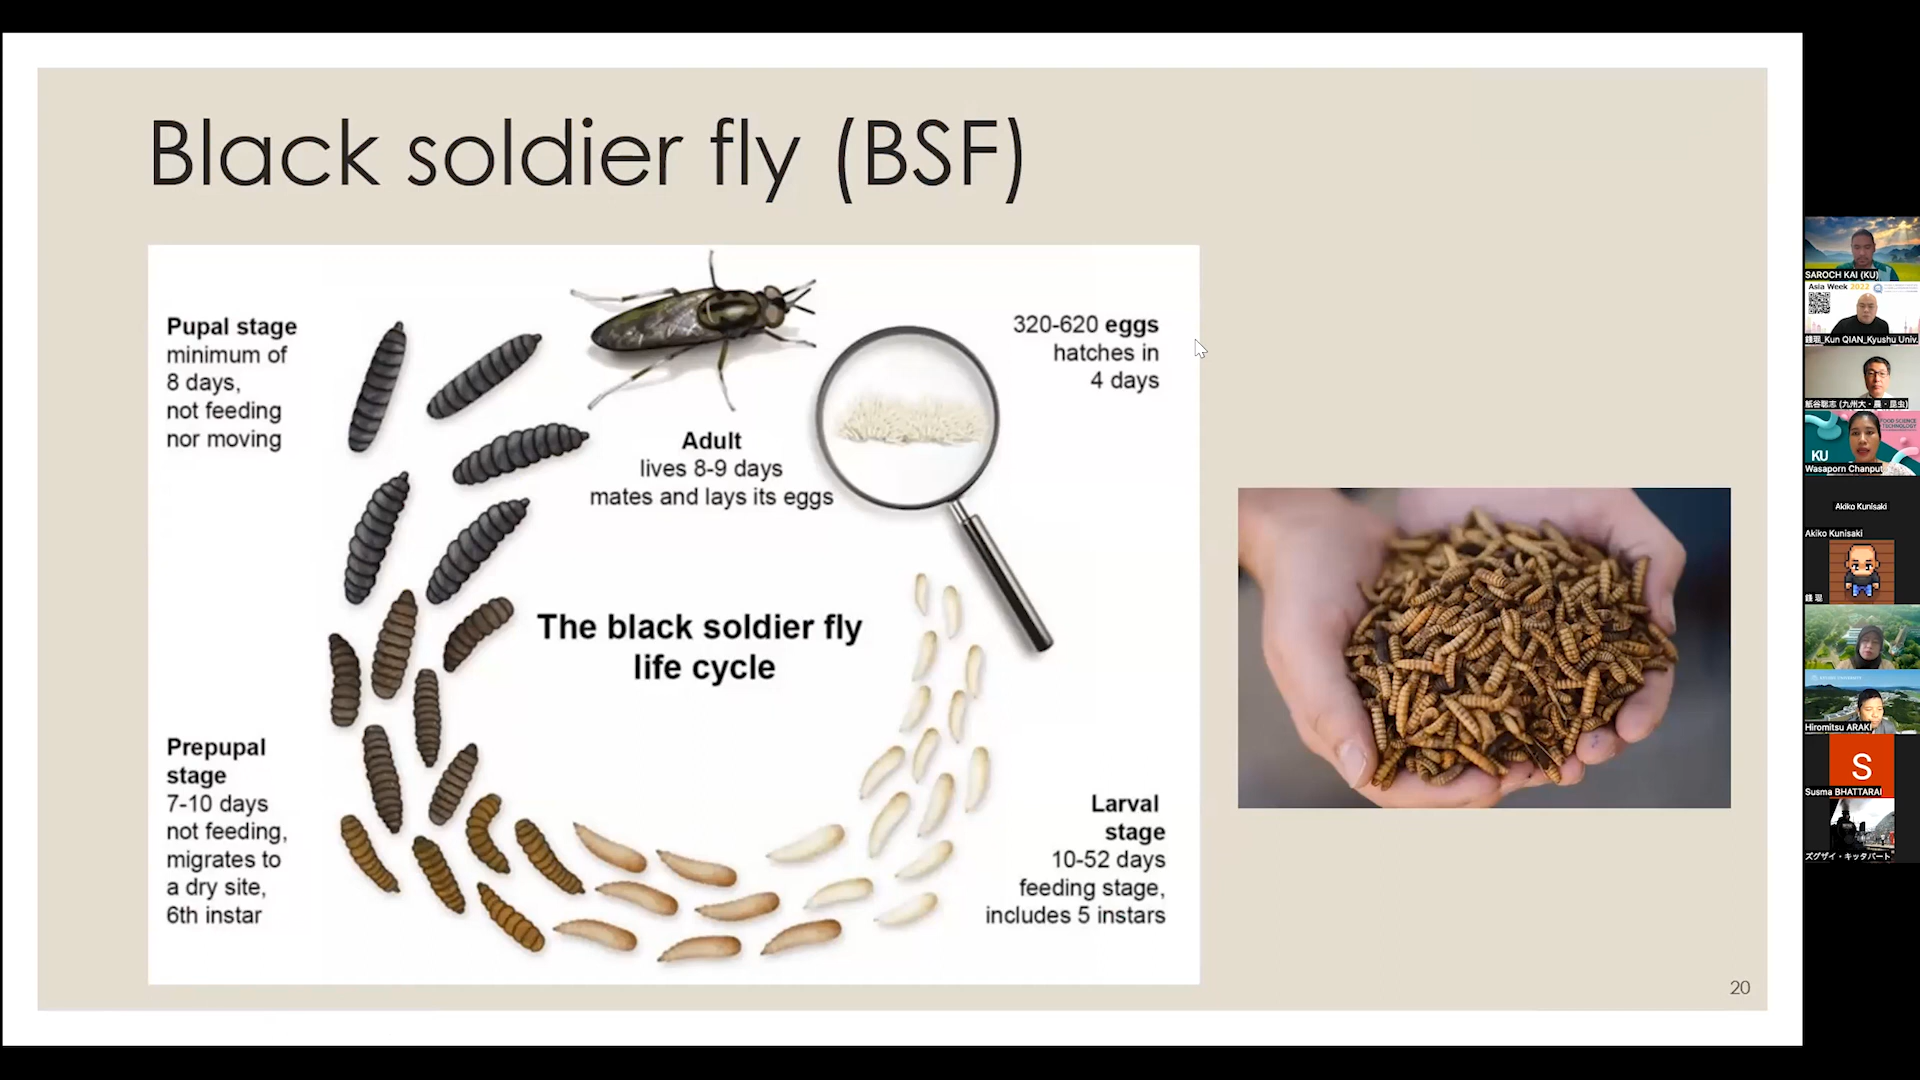 Black soldier fly (BSF)
Pupal stage
minimum of
8 days,
not feeding
nor moving
320-620 eggs
hatches in
4 days
Adult
lives 8-9 days
mates and lays its eggs
The black soldier fly
life cycle
Prepupal
stage
7-10 days
not feeding,
migrates to
a dry site,
6th instar
Larval
stage
10-52 days
feeding stage,
includes 5 instars
20
SAROCH KAI (KU)
Asia Week 2022
錢琨_Kun QIAN_Kyushu Univ.
紙谷聡志 (九州大・農・昆虫)
FOOD SCIENCE
TECHNOLOGY
KU
Wasaporn Chanput
Akiko Kunisaki
Akiko Kunisaki
錢 琨
Hiromitsu ARAKI
S
Susma BHATTARAI
ズグザイ・キッタパート